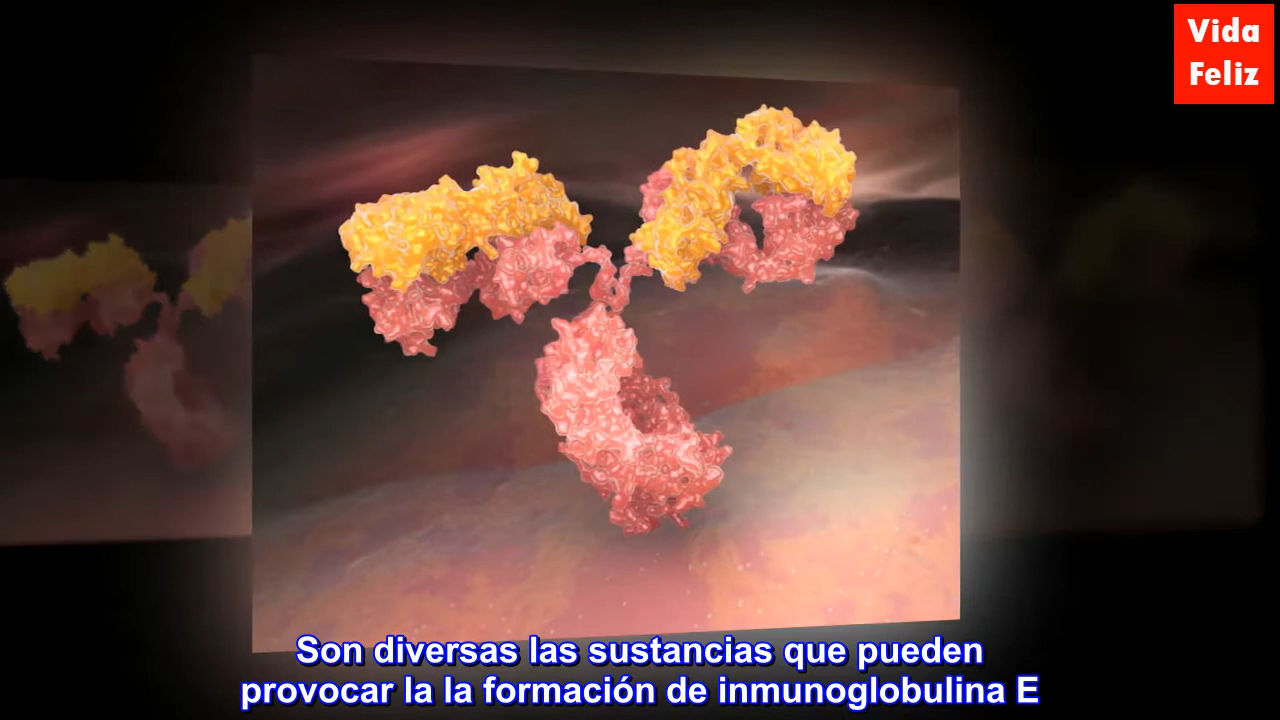 Vida
Feliz
Son diversas las sustancias que pueden
provocar la la formación de inmunoglobulina E